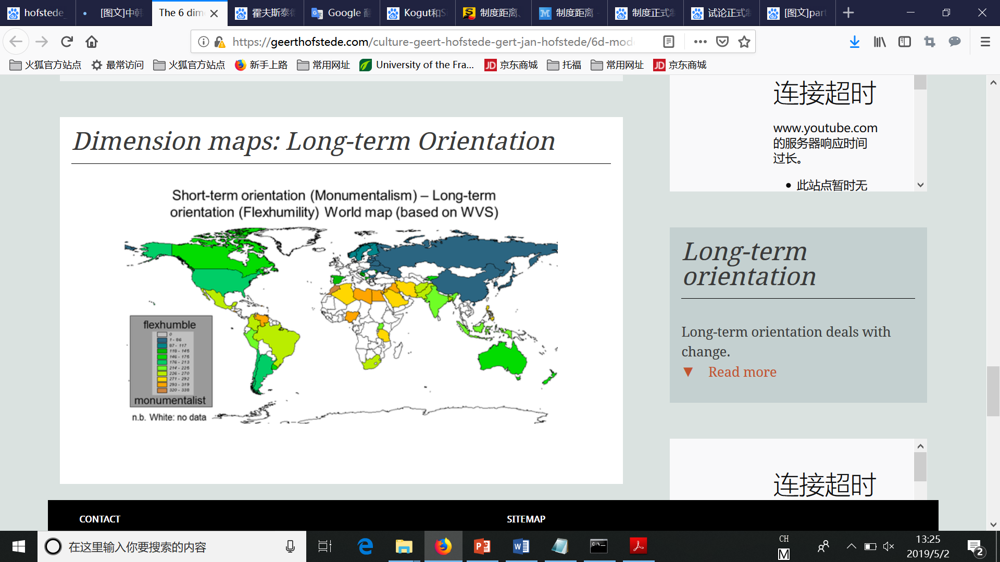 hofstede_
[图文]中韩
The 6 dim
霍夫斯泰德
Google 翻
Kogut和Si
制度距离、
制度距离 -
制度正式制
试论正式制
[图文]part
https://geerthofstede.com/culture-geert-hofstede-gert-jan-hofstede/6d-mod
火狐官方站点
最常访问
火狐官方站点
新手上路
常用网址
University of the Fra...
JD 京东商城
托福
常用网址
JD 京东商城
Dimension maps: Long-term Orientation
Short-term orientation (Monumentalism) – Long-term
orientation (Flexhumility) World map (based on WVS)
flexhumble
0
1 - 86
87 - 117
118 - 145
146 - 175
176 - 213
214 - 225
226 - 270
271 - 292
293 - 319
320 - 338
monumentalist
n.b. White: no data
连接超时
www.youtube.com
的服务器响应时间
过长。
此站点暂时无
Long-term
orientation
Long-term orientation deals with
change.
▼ Read more
连接超时
CONTACT
SITEMAP
在这里输入你要搜索的内容
CH
M
13:25
2019/5/2
2